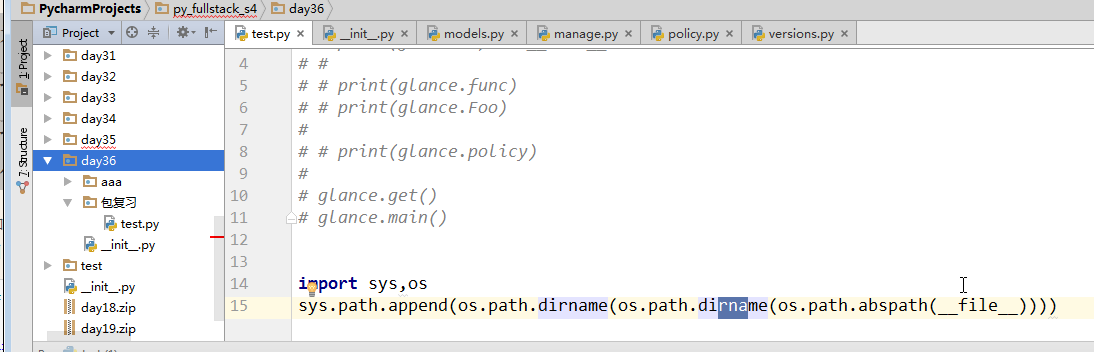 PycharmProjects py_fullstack_s4 day36
1: Project
7: Structure
Project
day31
day32
day33
day34
day35
day36
aaa
包复习
test.py
__init__.py
test
__init__.py
day18.zip
day19.zip
test.py __init__.py models.py manage.py policy.py versions.py
4 # #
5 # # print(glance.func)
6 # # print(glance.Foo)
7 #
8 # # print(glance.policy)
9 #
10 # glance.get()
11 # glance.main()
12
13
14 import sys,os
15 sys.path.append(os.path.dirname(os.path.dirname(os.path.abspath(__file__))))